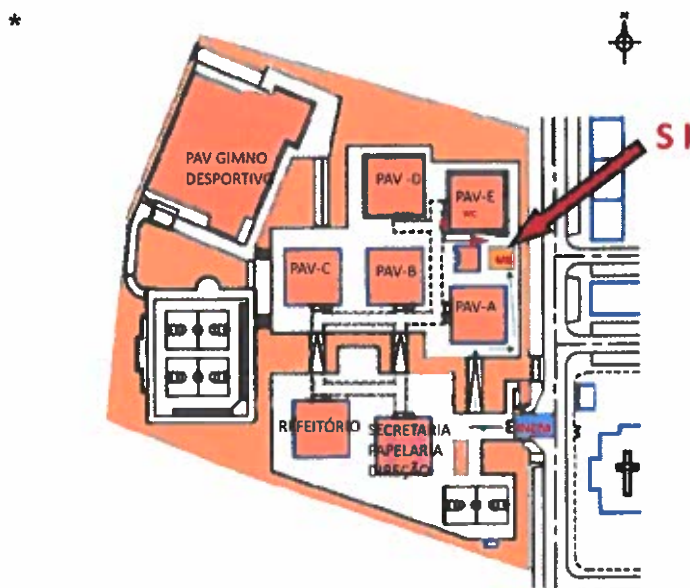 *
N
S I
PAV GIMNO
DESPORTIVO
PAV -D
PAV-E
WC
PAV-C
PAV-B
PAV-A
REFEITÓRIO
SECRETARIA
PAPELARIA
DIREÇÃO